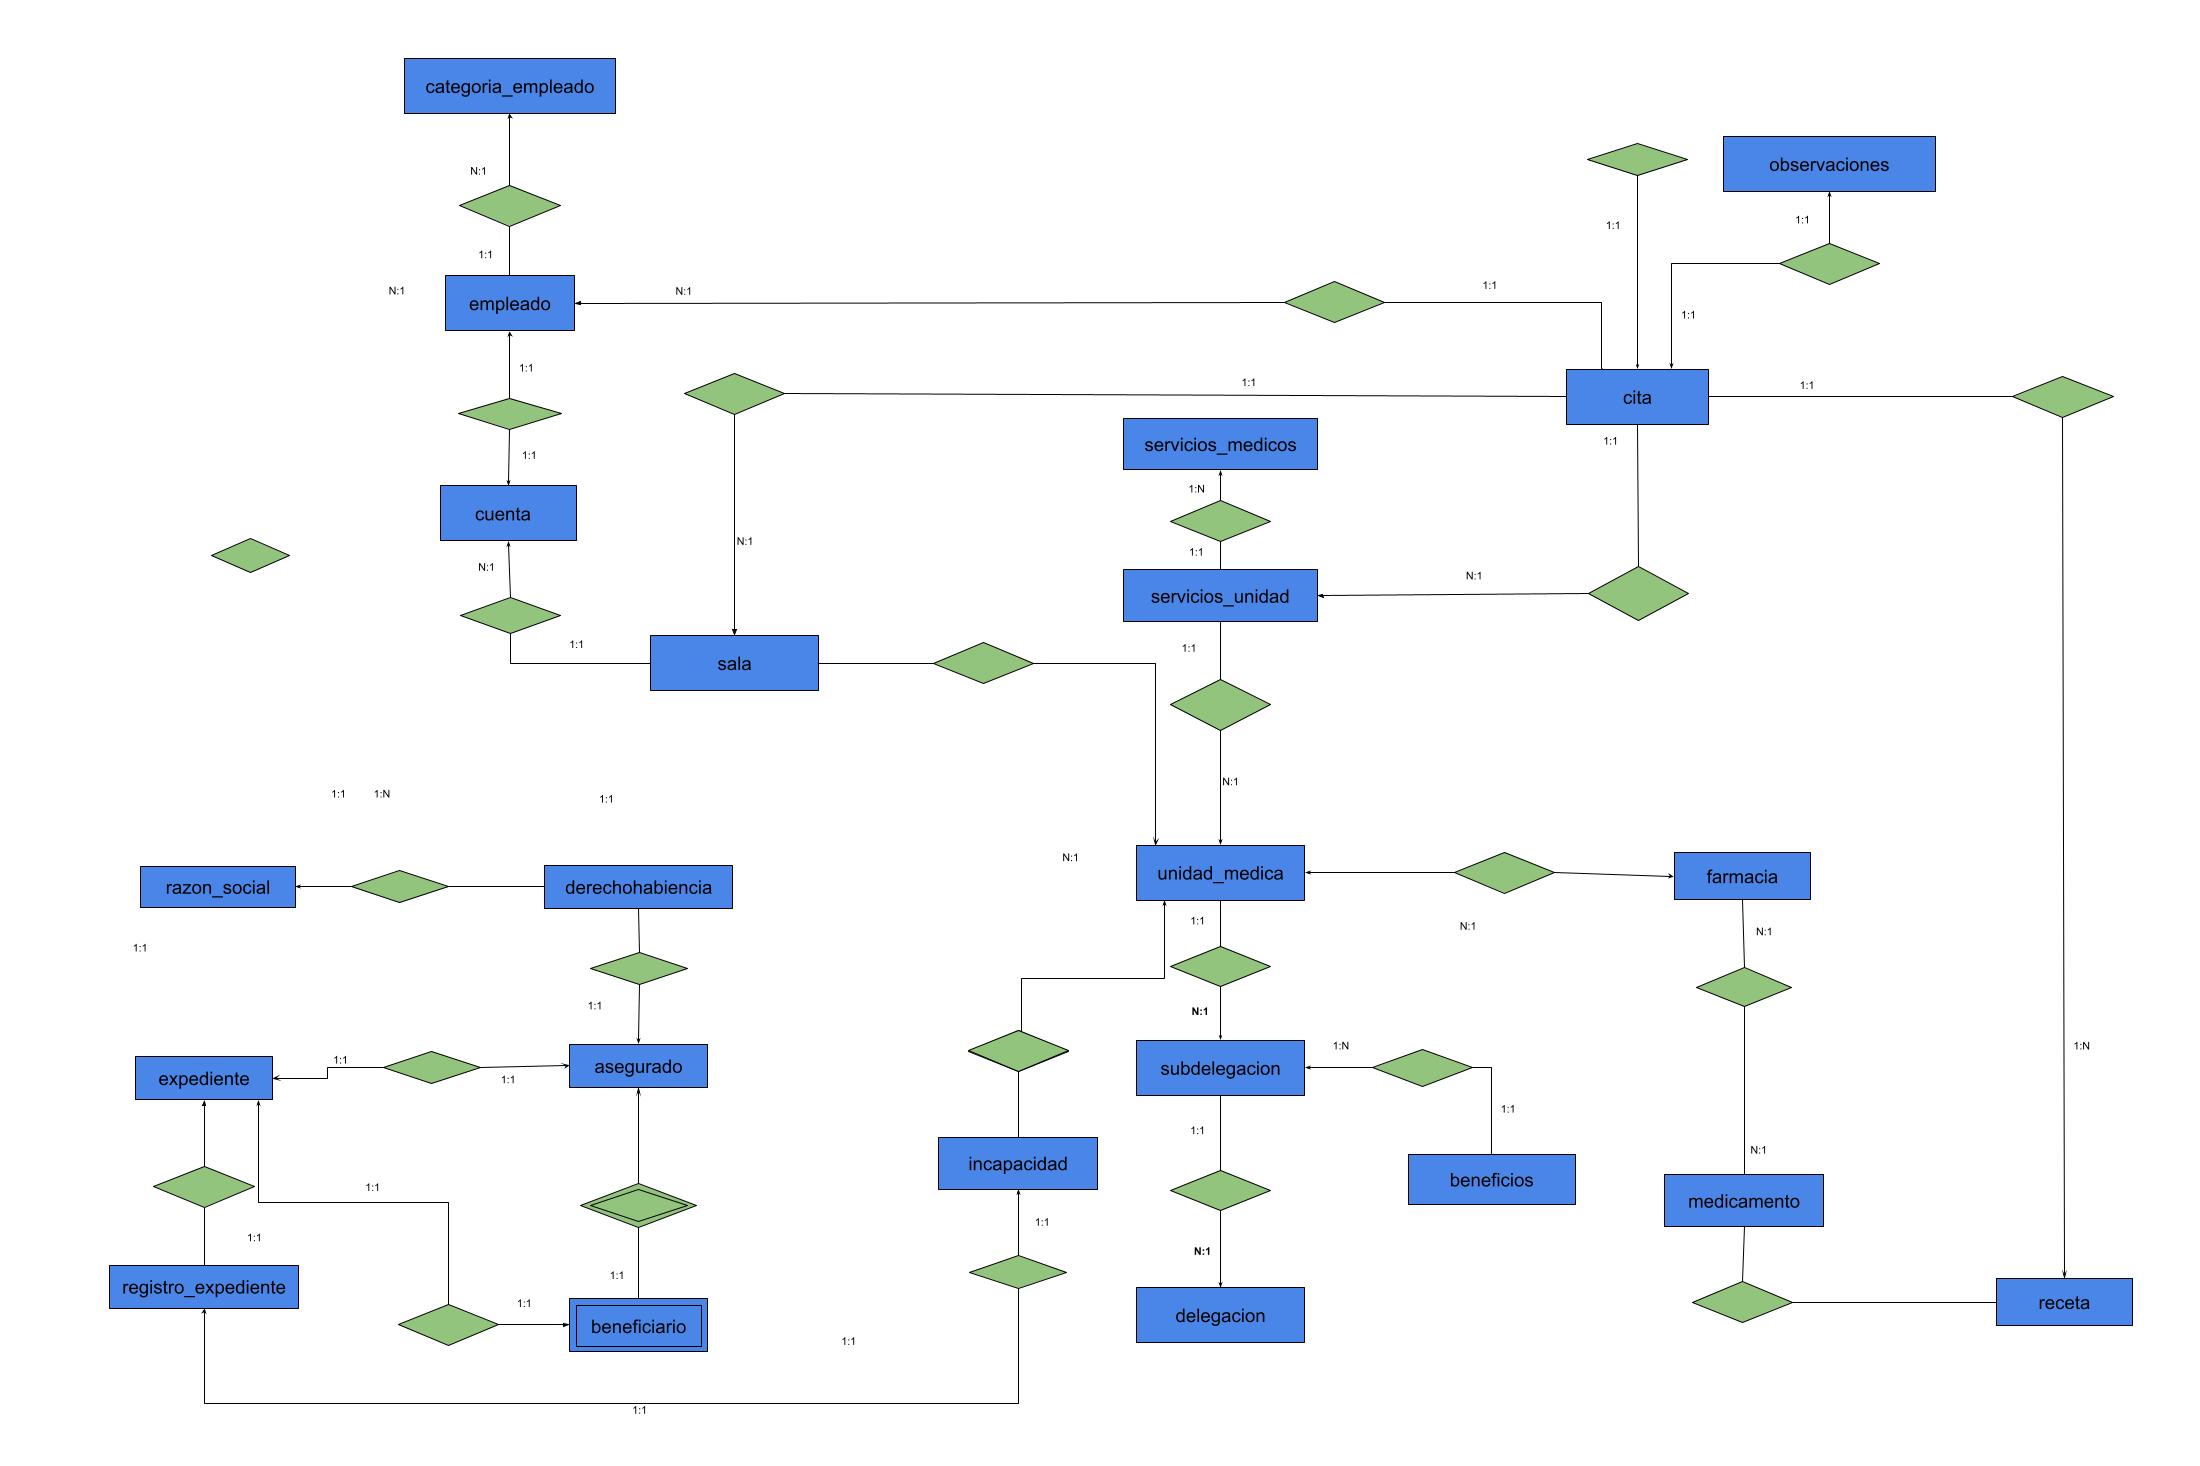 categoria_empleado
N:1
observaciones
1:1
1:1
1:1
N:1
empleado
N:1
1:1
1:1
1:1
1:1
1:1
cita
1:1
servicios_medicos
1:1
1:1
1:N
cuenta
N:1
1:1
N:1
N:1
servicios_unidad
1:1
1:1
sala
N:1
1:1
1:N
1:1
N:1
unidad_medica
farmacia
razon_social
derechohabiencia
1:1
N:1
N:1
1:1
1:1
N:1
1:N
1:1
asegurado
subdelegacion
expediente
1:1
1:N
1:1
1:1
N:1
incapacidad
beneficios
1:1
medicamento
1:1
1:1
N:1
1:1
registro_expediente
1:1
receta
delegacion
beneficiario
1:1
1:1